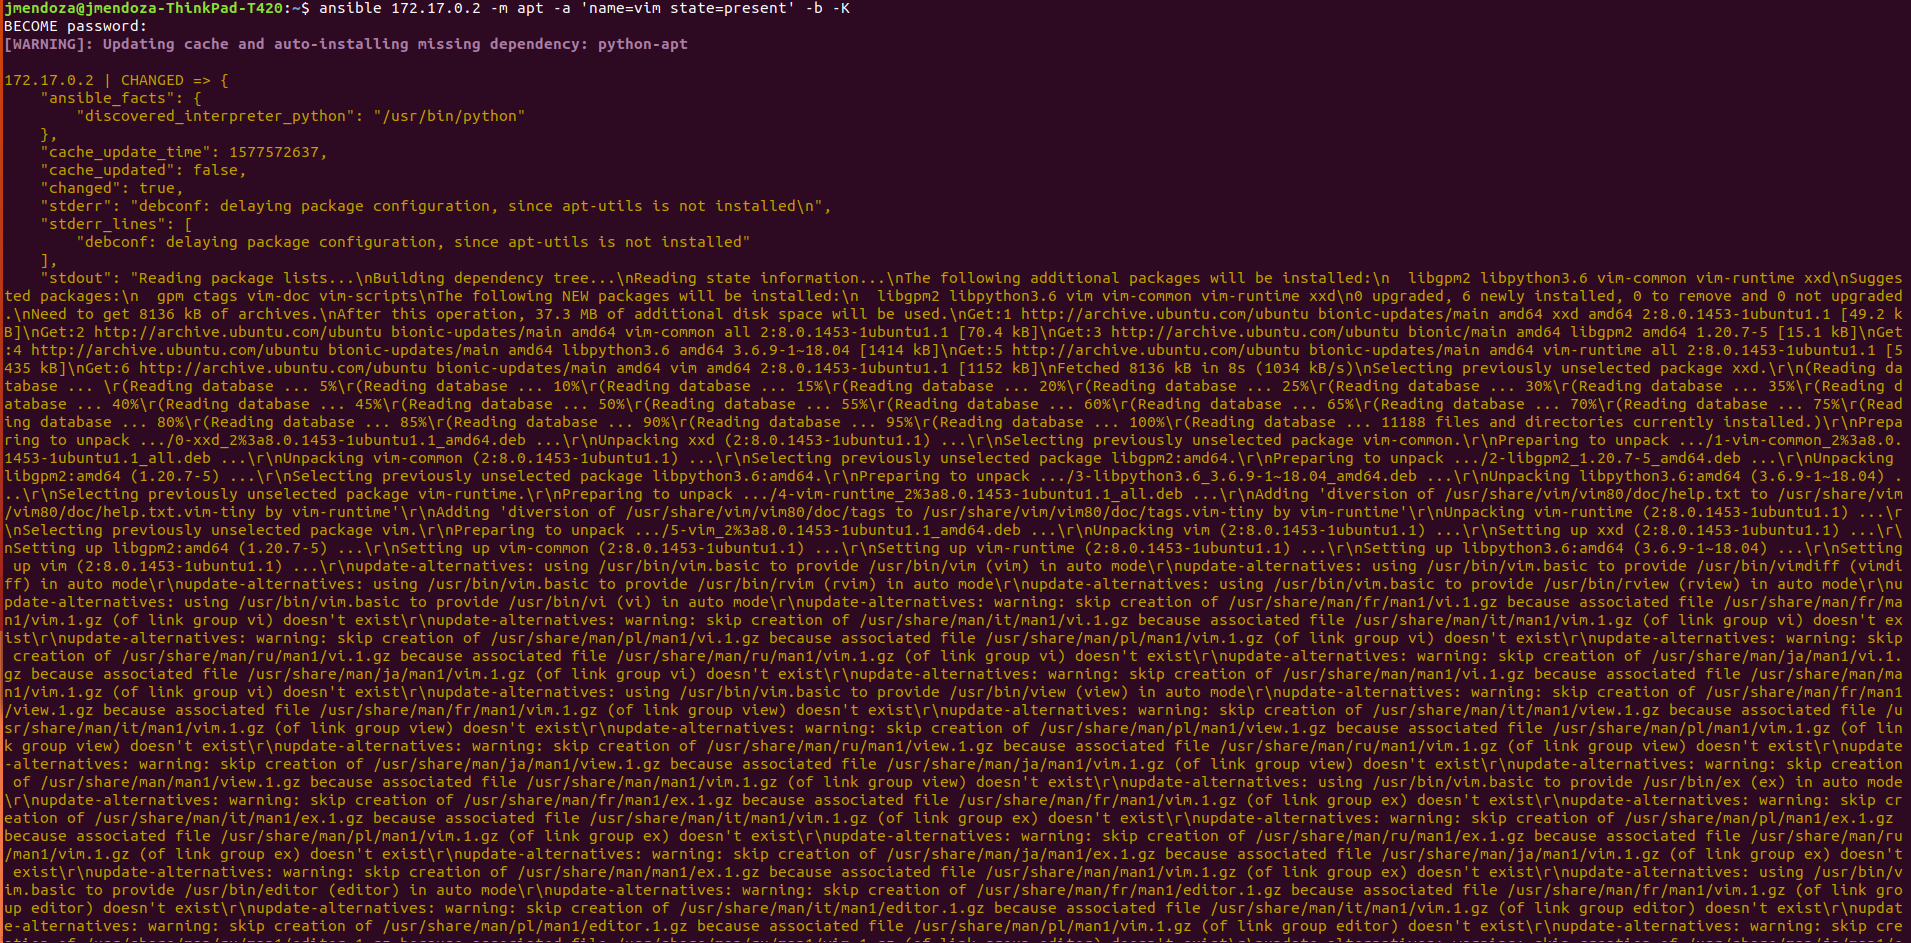 jmendoza@jmendoza-ThinkPad-T420:~$ ansible 172.17.0.2 -m apt -a 'name=vim state=present' -b -K
BECOME password:
[WARNING]: Updating cache and auto-installing missing dependency: python-apt
172.17.0.2 | CHANGED => {
    "ansible_facts": {
        "discovered_interpreter_python": "/usr/bin/python"
    },
    "cache_update_time": 1577572637,
    "cache_updated": false,
    "changed": true,
    "stderr": "debconf: delaying package configuration, since apt-utils is not installed\n",
    "stderr_lines": [
        "debconf: delaying package configuration, since apt-utils is not installed"
    ],
    "stdout": "Reading package lists...\nBuilding dependency tree...\nReading state information...\nThe following additional packages will be installed:\n  libgpm2 libpython3.6 vim-common vim-runtime xxd\nSugges
ted packages:\n  gpm ctags vim-doc vim-scripts\nThe following NEW packages will be installed:\n  libgpm2 libpython3.6 vim vim-common vim-runtime xxd\n0 upgraded, 6 newly installed, 0 to remove and 0 not upgraded
.\nNeed to get 8136 kB of archives.\nAfter this operation, 37.3 MB of additional disk space will be used.\nGet:1 http://archive.ubuntu.com/ubuntu bionic-updates/main amd64 xxd amd64 2:8.0.1453-1ubuntu1.1 [49.2 k
B]\nGet:2 http://archive.ubuntu.com/ubuntu bionic-updates/main amd64 vim-common all 2:8.0.1453-1ubuntu1.1 [70.4 kB]\nGet:3 http://archive.ubuntu.com/ubuntu bionic/main amd64 libgpm2 amd64 1.20.7-5 [15.1 kB]\nGet
:4 http://archive.ubuntu.com/ubuntu bionic-updates/main amd64 libpython3.6 amd64 3.6.9-1~18.04 [1414 kB]\nGet:5 http://archive.ubuntu.com/ubuntu bionic-updates/main amd64 vim-runtime all 2:8.0.1453-1ubuntu1.1 [5
435 kB]\nGet:6 http://archive.ubuntu.com/ubuntu bionic-updates/main amd64 vim amd64 2:8.0.1453-1ubuntu1.1 [1152 kB]\nFetched 8136 kB in 8s (1034 kB/s)\nSelecting previously unselected package xxd.\r\n(Reading da
tabase ... \r(Reading database ... 5%\r(Reading database ... 10%\r(Reading database ... 15%\r(Reading database ... 20%\r(Reading database ... 25%\r(Reading database ... 30%\r(Reading database ... 35%\r(Reading d
atabase ... 40%\r(Reading database ... 45%\r(Reading database ... 50%\r(Reading database ... 55%\r(Reading database ... 60%\r(Reading database ... 65%\r(Reading database ... 70%\r(Reading database ... 75%\r(Read
ing database ... 80%\r(Reading database ... 85%\r(Reading database ... 90%\r(Reading database ... 95%\r(Reading database ... 100%\r(Reading database ... 11188 files and directories currently installed.)\r\nPrepa
ring to unpack .../0-xxd_2%3a8.0.1453-1ubuntu1.1_amd64.deb ...\r\nUnpacking xxd (2:8.0.1453-1ubuntu1.1) ...\r\nSelecting previously unselected package vim-common.\r\nPreparing to unpack .../1-vim-common_2%3a8.0.
1453-1ubuntu1.1_all.deb ...\r\nUnpacking vim-common (2:8.0.1453-1ubuntu1.1) ...\r\nSelecting previously unselected package libgpm2:amd64.\r\nPreparing to unpack .../2-libgpm2_1.20.7-5_amd64.deb ...\r\nUnpacking 
libgpm2:amd64 (1.20.7-5) ...\r\nSelecting previously unselected package libpython3.6:amd64.\r\nPreparing to unpack .../3-libpython3.6_3.6.9-1~18.04_amd64.deb ...\r\nUnpacking libpython3.6:amd64 (3.6.9-1~18.04) .
..\r\nSelecting previously unselected package vim-runtime.\r\nPreparing to unpack .../4-vim-runtime_2%3a8.0.1453-1ubuntu1.1_all.deb ...\r\nAdding 'diversion of /usr/share/vim/vim80/doc/help.txt to /usr/share/vim
/vim80/doc/help.txt.vim-tiny by vim-runtime'\r\nAdding 'diversion of /usr/share/vim/vim80/doc/tags to /usr/share/vim/vim80/doc/tags.vim-tiny by vim-runtime'\r\nUnpacking vim-runtime (2:8.0.1453-1ubuntu1.1) ...\r
\nSelecting previously unselected package vim.\r\nPreparing to unpack .../5-vim_2%3a8.0.1453-1ubuntu1.1_amd64.deb ...\r\nUnpacking vim (2:8.0.1453-1ubuntu1.1) ...\r\nSetting up xxd (2:8.0.1453-1ubuntu1.1) ...\r\
nSetting up libgpm2:amd64 (1.20.7-5) ...\r\nSetting up vim-common (2:8.0.1453-1ubuntu1.1) ...\r\nSetting up vim-runtime (2:8.0.1453-1ubuntu1.1) ...\r\nSetting up libpython3.6:amd64 (3.6.9-1~18.04) ...\r\nSetting
 up vim (2:8.0.1453-1ubuntu1.1) ...\r\nupdate-alternatives: using /usr/bin/vim.basic to provide /usr/bin/vim (vim) in auto mode\r\nupdate-alternatives: using /usr/bin/vim.basic to provide /usr/bin/vimdiff (vimdi
ff) in auto mode\r\nupdate-alternatives: using /usr/bin/vim.basic to provide /usr/bin/rvim (rvim) in auto mode\r\nupdate-alternatives: using /usr/bin/vim.basic to provide /usr/bin/rview (rview) in auto mode\r\nu
pdate-alternatives: using /usr/bin/vim.basic to provide /usr/bin/vi (vi) in auto mode\r\nupdate-alternatives: warning: skip creation of /usr/share/man/fr/man1/vi.1.gz because associated file /usr/share/man/fr/ma
n1/vim.1.gz (of link group vi) doesn't exist\r\nupdate-alternatives: warning: skip creation of /usr/share/man/it/man1/vi.1.gz because associated file /usr/share/man/it/man1/vim.1.gz (of link group vi) doesn't ex
ist\r\nupdate-alternatives: warning: skip creation of /usr/share/man/pl/man1/vi.1.gz because associated file /usr/share/man/pl/man1/vim.1.gz (of link group vi) doesn't exist\r\nupdate-alternatives: warning: skip
 creation of /usr/share/man/ru/man1/vi.1.gz because associated file /usr/share/man/ru/man1/vim.1.gz (of link group vi) doesn't exist\r\nupdate-alternatives: warning: skip creation of /usr/share/man/ja/man1/vi.1.
gz because associated file /usr/share/man/ja/man1/vim.1.gz (of link group vi) doesn't exist\r\nupdate-alternatives: warning: skip creation of /usr/share/man/man1/vi.1.gz because associated file /usr/share/man/ma
n1/vim.1.gz (of link group vi) doesn't exist\r\nupdate-alternatives: using /usr/bin/vim.basic to provide /usr/bin/view (view) in auto mode\r\nupdate-alternatives: warning: skip creation of /usr/share/man/fr/man1
/view.1.gz because associated file /usr/share/man/fr/man1/vim.1.gz (of link group view) doesn't exist\r\nupdate-alternatives: warning: skip creation of /usr/share/man/it/man1/view.1.gz because associated file /u
sr/share/man/it/man1/vim.1.gz (of link group view) doesn't exist\r\nupdate-alternatives: warning: skip creation of /usr/share/man/pl/man1/view.1.gz because associated file /usr/share/man/pl/man1/vim.1.gz (of lin
k group view) doesn't exist\r\nupdate-alternatives: warning: skip creation of /usr/share/man/ru/man1/view.1.gz because associated file /usr/share/man/ru/man1/vim.1.gz (of link group view) doesn't exist\r\nupdate
-alternatives: warning: skip creation of /usr/share/man/ja/man1/view.1.gz because associated file /usr/share/man/ja/man1/vim.1.gz (of link group view) doesn't exist\r\nupdate-alternatives: warning: skip creation
 of /usr/share/man/man1/view.1.gz because associated file /usr/share/man/man1/vim.1.gz (of link group view) doesn't exist\r\nupdate-alternatives: using /usr/bin/vim.basic to provide /usr/bin/ex (ex) in auto mode
\r\nupdate-alternatives: warning: skip creation of /usr/share/man/fr/man1/ex.1.gz because associated file /usr/share/man/fr/man1/vim.1.gz (of link group ex) doesn't exist\r\nupdate-alternatives: warning: skip cr
eation of /usr/share/man/it/man1/ex.1.gz because associated file /usr/share/man/it/man1/vim.1.gz (of link group ex) doesn't exist\r\nupdate-alternatives: warning: skip creation of /usr/share/man/pl/man1/ex.1.gz 
because associated file /usr/share/man/pl/man1/vim.1.gz (of link group ex) doesn't exist\r\nupdate-alternatives: warning: skip creation of /usr/share/man/ru/man1/ex.1.gz because associated file /usr/share/man/ru
/man1/vim.1.gz (of link group ex) doesn't exist\r\nupdate-alternatives: warning: skip creation of /usr/share/man/ja/man1/ex.1.gz because associated file /usr/share/man/ja/man1/vim.1.gz (of link group ex) doesn't
 exist\r\nupdate-alternatives: warning: skip creation of /usr/share/man/man1/ex.1.gz because associated file /usr/share/man/man1/vim.1.gz (of link group ex) doesn't exist\r\nupdate-alternatives: using /usr/bin/v
im.basic to provide /usr/bin/editor (editor) in auto mode\r\nupdate-alternatives: warning: skip creation of /usr/share/man/fr/man1/editor.1.gz because associated file /usr/share/man/fr/man1/vim.1.gz (of link gro
up editor) doesn't exist\r\nupdate-alternatives: warning: skip creation of /usr/share/man/it/man1/editor.1.gz because associated file /usr/share/man/it/man1/vim.1.gz (of link group editor) doesn't exist\r\nupdat
e-alternatives: warning: skip creation of /usr/share/man/pl/man1/editor.1.gz because associated file /usr/share/man/pl/man1/vim.1.gz (of link group editor) doesn't exist\r\nupdate-alternatives: warning: skip cre